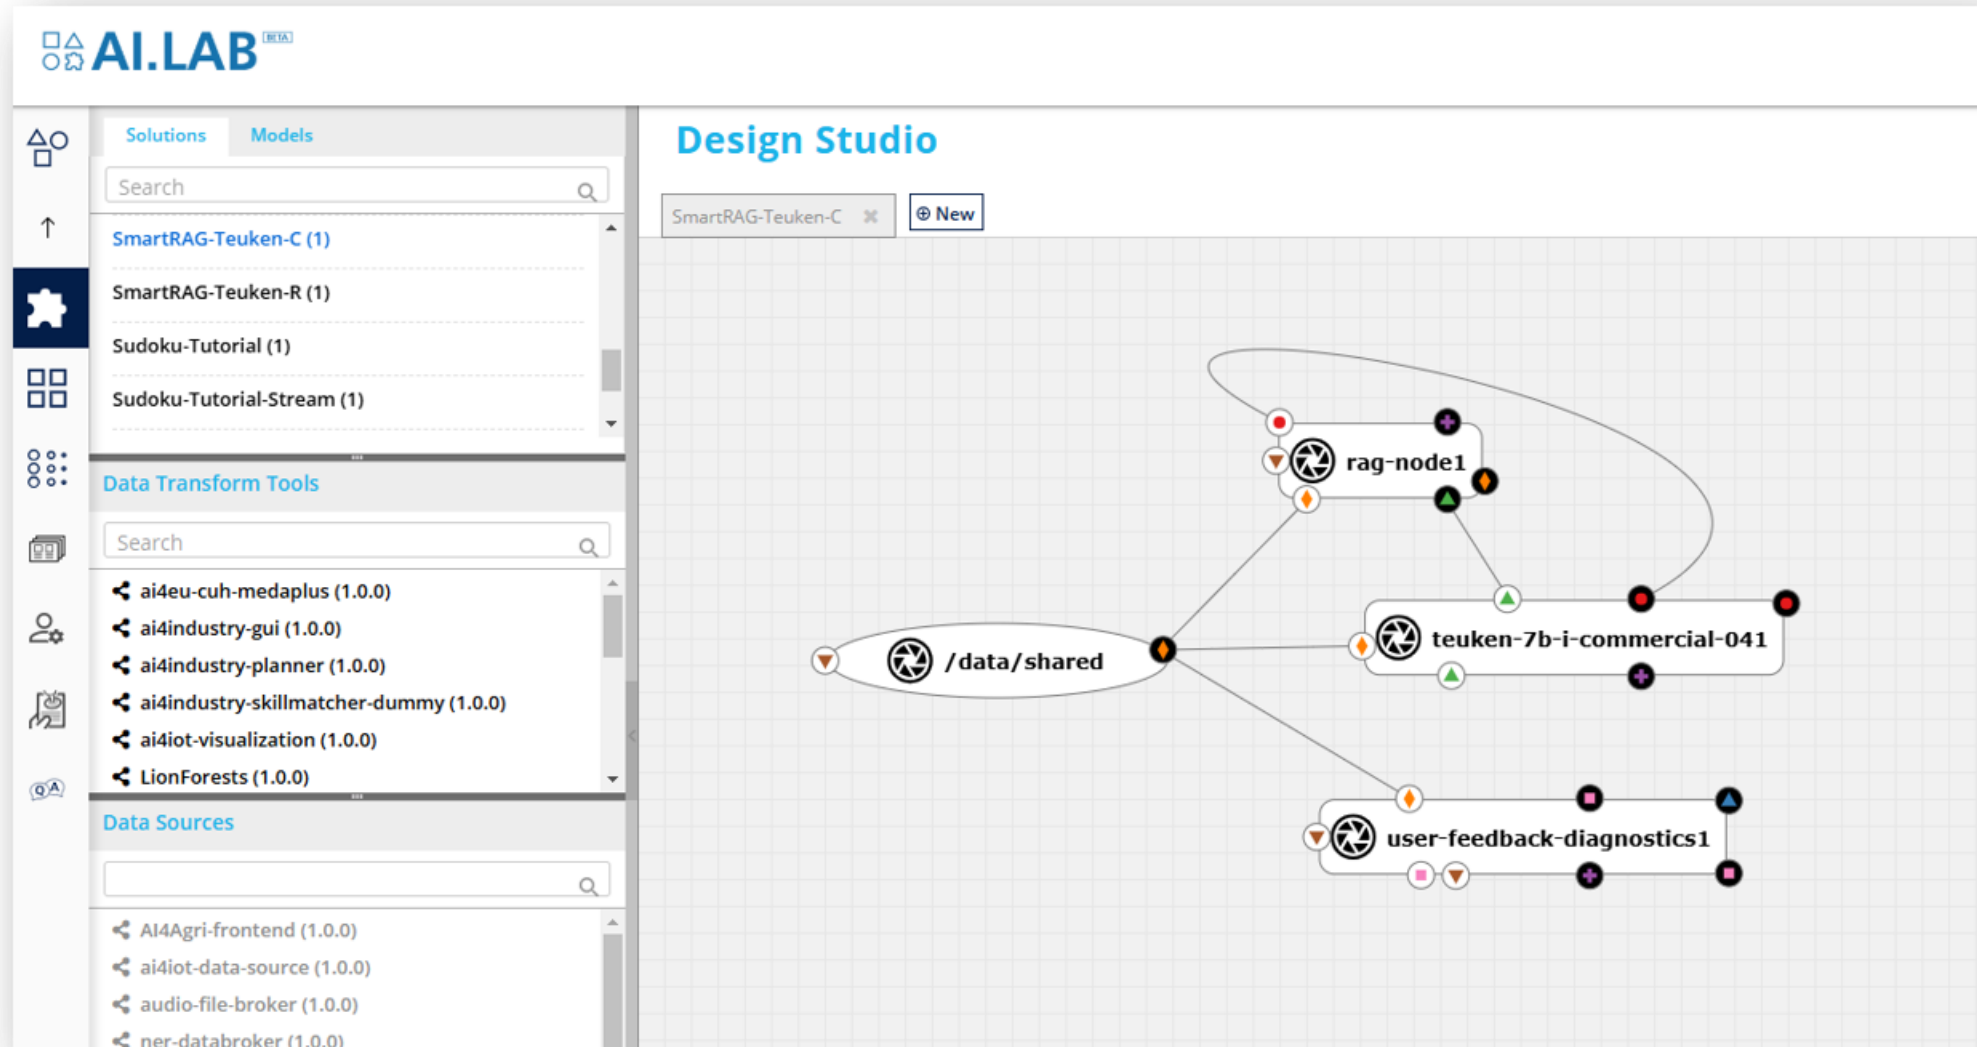 AI.LAB BETA
Solutions Models
Search
SmartRAG-Teuken-C (1)
SmartRAG-Teuken-R (1)
Sudoku-Tutorial (1)
Sudoku-Tutorial-Stream (1)
Data Transform Tools
Search
ai4eu-cuh-medaplus (1.0.0)
ai4industry-gui (1.0.0)
ai4industry-planner (1.0.0)
ai4industry-skillmatcher-dummy (1.0.0)
ai4iot-visualization (1.0.0)
LionForests (1.0.0)
Data Sources
AI4Agri-frontend (1.0.0)
ai4iot-data-source (1.0.0)
audio-file-broker (1.0.0)
ner-databroker (1.0.0)
Q A
Design Studio
SmartRAG-Teuken-C
New
rag-node1
teuken-7b-i-commercial-041
/data/shared
user-feedback-diagnostics1